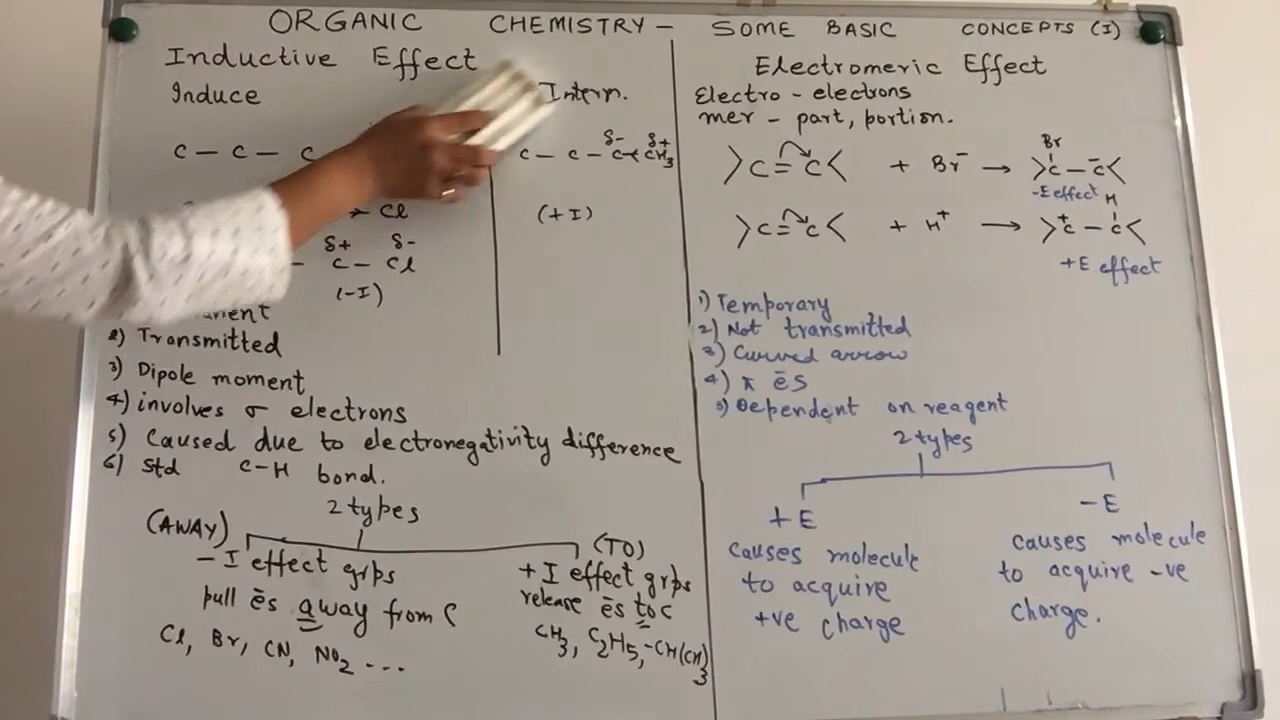 ORGANIC CHEMISTRY - SOME BASIC CONCEPTS (I)
Inductive Effect
Induce
Intern.
C - C - C
C - C - C ← CH3
δ- δ+
Cl
(+I)
δ+ δ-
C - Cl
(-I)
2) Transmitted
3) Dipole moment
4) involves σ electrons
5) Caused due to electronegativity difference
6) Std C-H bond.
2 types
(AWAY)
- I effect grps
pull ēs away from C
Cl, Br, CN, NO2 ...
(TO)
+ I effect grps
release ēs to C
CH3, C2H5, -CH(CH)3
Electromeric Effect
Electro - electrons
mer - part, portion.
>C=C< + Br- → >C - C̄<
Br
-E effect
>C=C< + H+ → >C+ - C<
H
+E effect
1) Temporary
2) Not transmitted
3) Curved arrow
4) π ēs
5) Dependent on reagent
2 types
+E
causes molecule
to acquire
+ve charge
-E
causes molecule
to acquire -ve
charge.